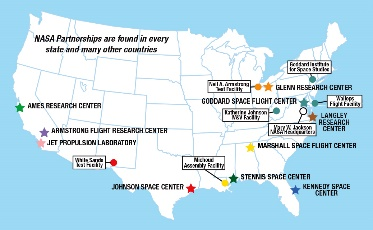 NASA Partnerships are found in every
state and many other countries
Goddard Institute
for Space Studies
Neil A. Armstrong
Test Facility
GLENN RESEARCH CENTER
GODDARD SPACE FLIGHT CENTER
Wallops
Flight Facility
AMES RESEARCH CENTER
Katherine Johnson
IV&V Facility
Mary W. Jackson
NASA Headquarters
LANGLEY
RESEARCH
CENTER
ARMSTRONG FLIGHT RESEARCH CENTER
JET PROPULSION LABORATORY
MARSHALL SPACE FLIGHT CENTER
White Sands
Test Facility
Michoud
Assembly Facility
STENNIS SPACE CENTER
JOHNSON SPACE CENTER
KENNEDY SPACE
CENTER